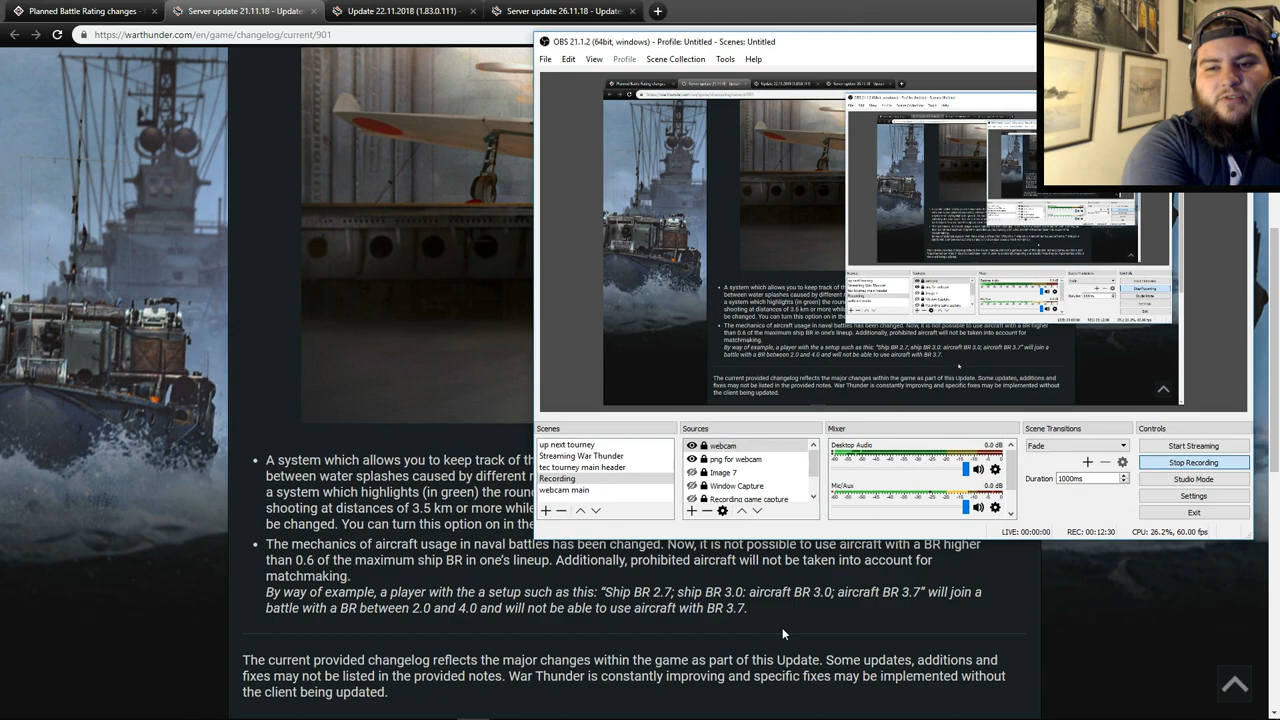 Planned Battle Rating changes -
Server update 21.11.18 - Update
Update 22.11.2018 (1.83.0.111) -
Server update 26.11.18 - Update
https://warthunder.com/en/game/changelog/current/901
OBS 21.1.2 (64bit, windows) - Profile: Untitled - Scenes: Untitled
File Edit View Profile Scene Collection Tools Help
A system which allows you to keep track of th
between water splashes caused by different
a system which highlights (in green) the roun
shooting at distances of 3.5 km or more while
be changed. You can turn this option on in the
The mechanics of aircraft usage in naval battles has been changed. Now, it is not possible to use aircraft with a BR higher
than 0.6 of the maximum ship BR in one's lineup. Additionally, prohibited aircraft will not be taken into account for
matchmaking.
By way of example, a player with the a setup such as this: "Ship BR 2.7; ship BR 3.0: aircraft BR 3.0; aircraft BR 3.7" will join a
battle with a BR between 2.0 and 4.0 and will not be able to use aircraft with BR 3.7.
The current provided changelog reflects the major changes within the game as part of this Update. Some updates, additions and
fixes may not be listed in the provided notes. War Thunder is constantly improving and specific fixes may be implemented without
the client being updated.
Scenes
up next tourney
Streaming War Thunder
tec tourney main header
Recording
webcam main
Sources
webcam
png for webcam
Image 7
Window Capture
Recording game capture
Mixer
Desktop Audio 0.0 dB
Mic/Aux 0.0 dB
Scene Transitions
Fade
Duration 1000ms
Controls
Start Streaming
Stop Recording
Studio Mode
Settings
Exit
LIVE: 00:00:00 REC: 00:12:30 CPU: 26.2%, 60.00 fps